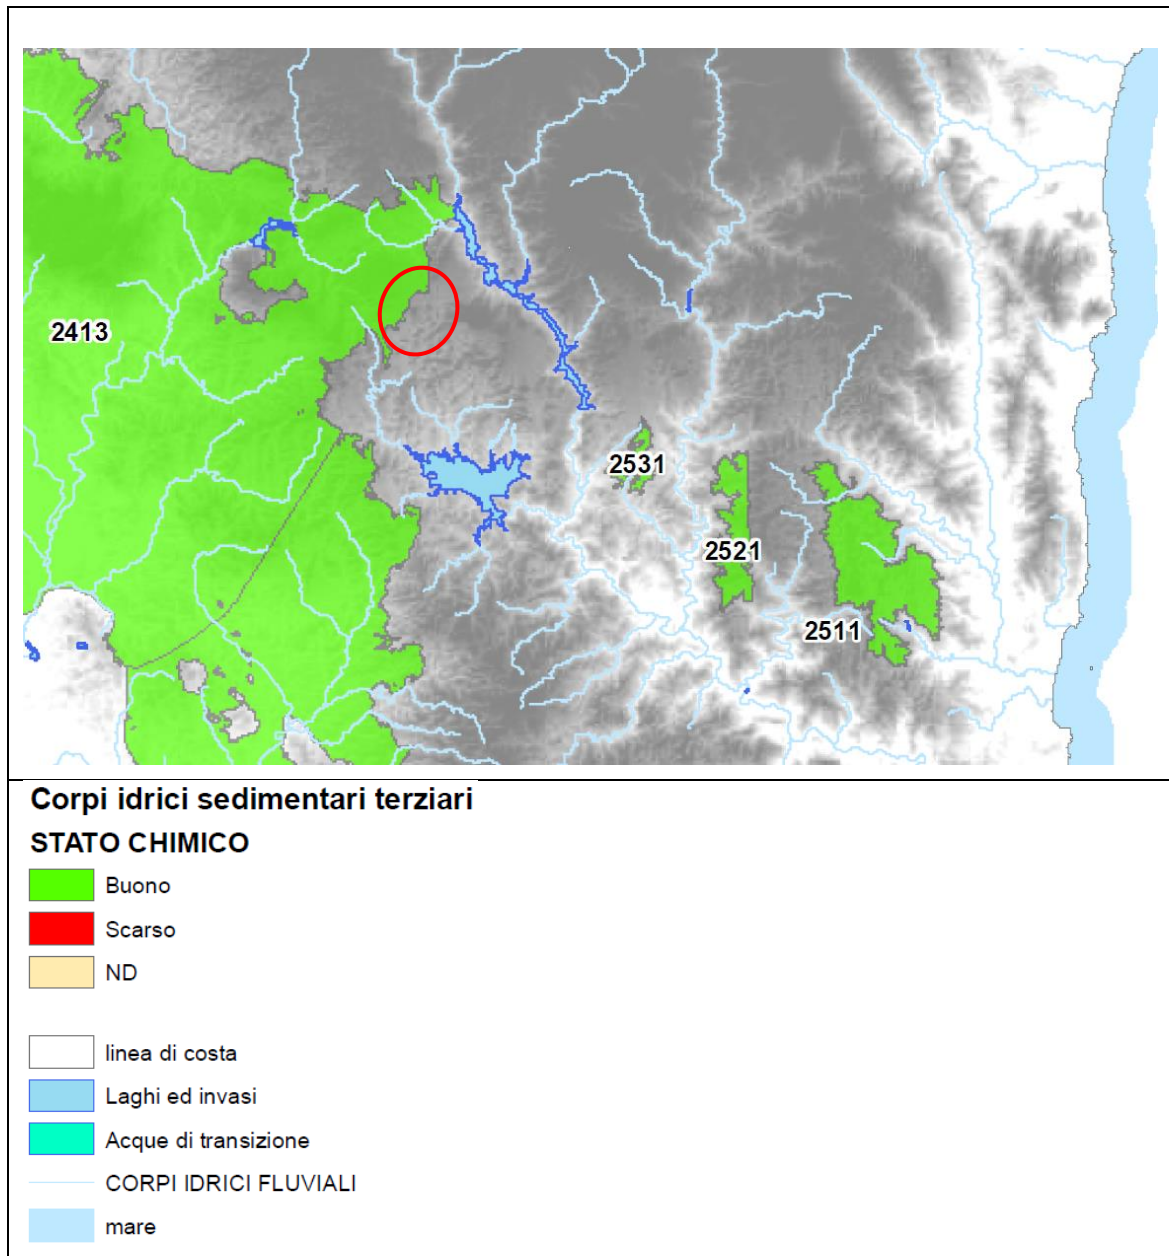 2413
2531
2521
2511
Corpi idrici sedimentari terziari
STATO CHIMICO
Buono
Scarso
ND
linea di costa
Laghi ed invasi
Acque di transizione
CORPI IDRICI FLUVIALI
mare